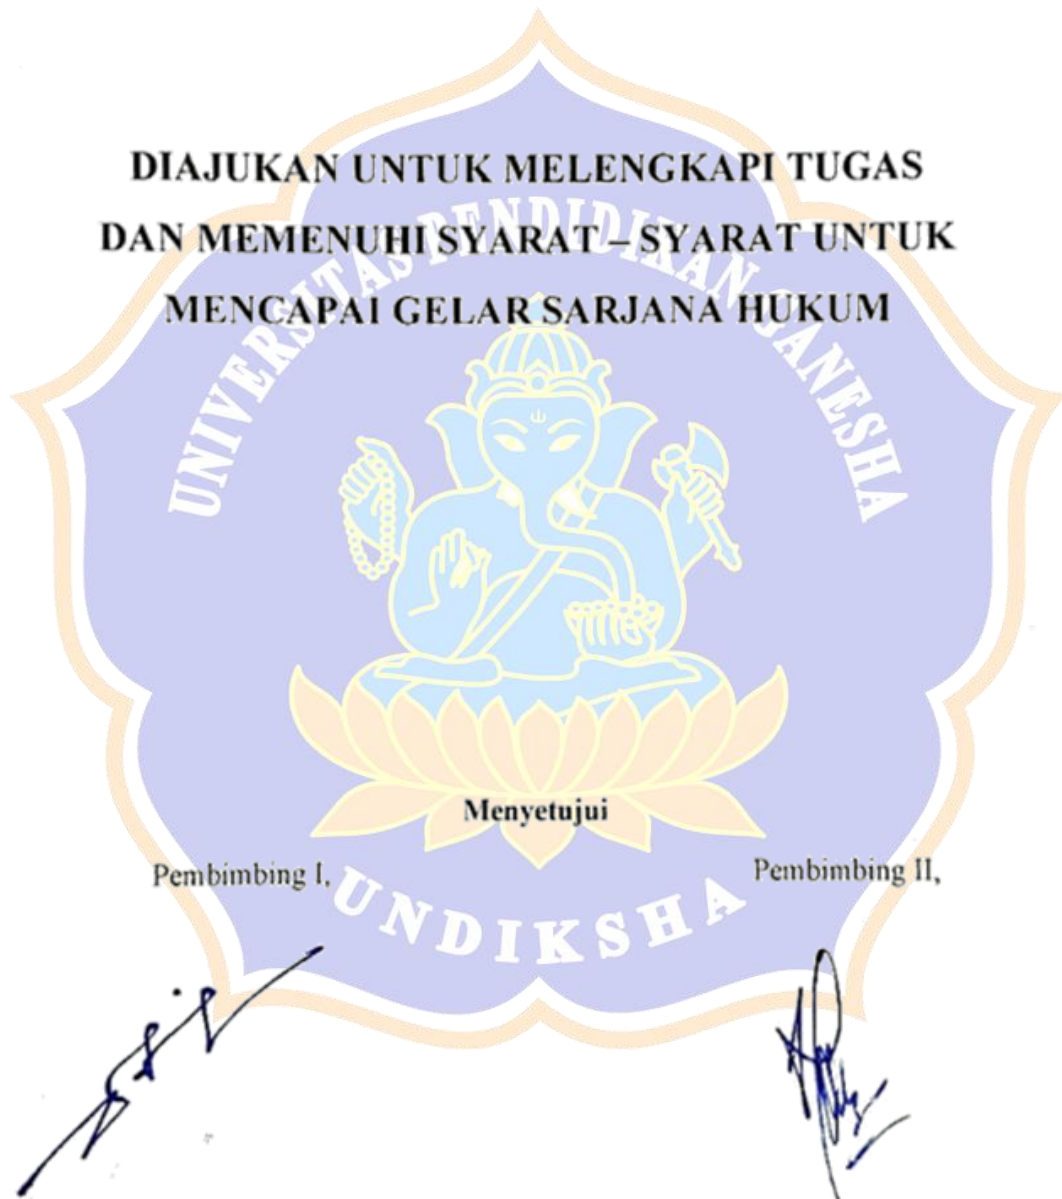 DIAJUKAN UNTUK MELENGKAPI TUGAS
DAN MEMENUHI SYARAT – SYARAT UNTUK
MENCAPAI GELAR SARJANA HUKUM
UNIVERSITAS PENDIDIKAN GANESHA
Menyetujui
Pembimbing I,
Pembimbing II,
UNDIKSHA